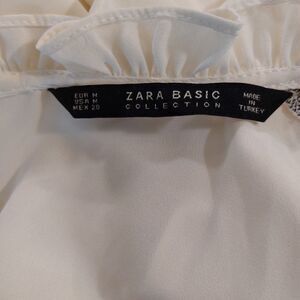 EUR M
USA M
MEX 28
ZARA BASIC
COLLECTION
MADE
IN
TURKEY